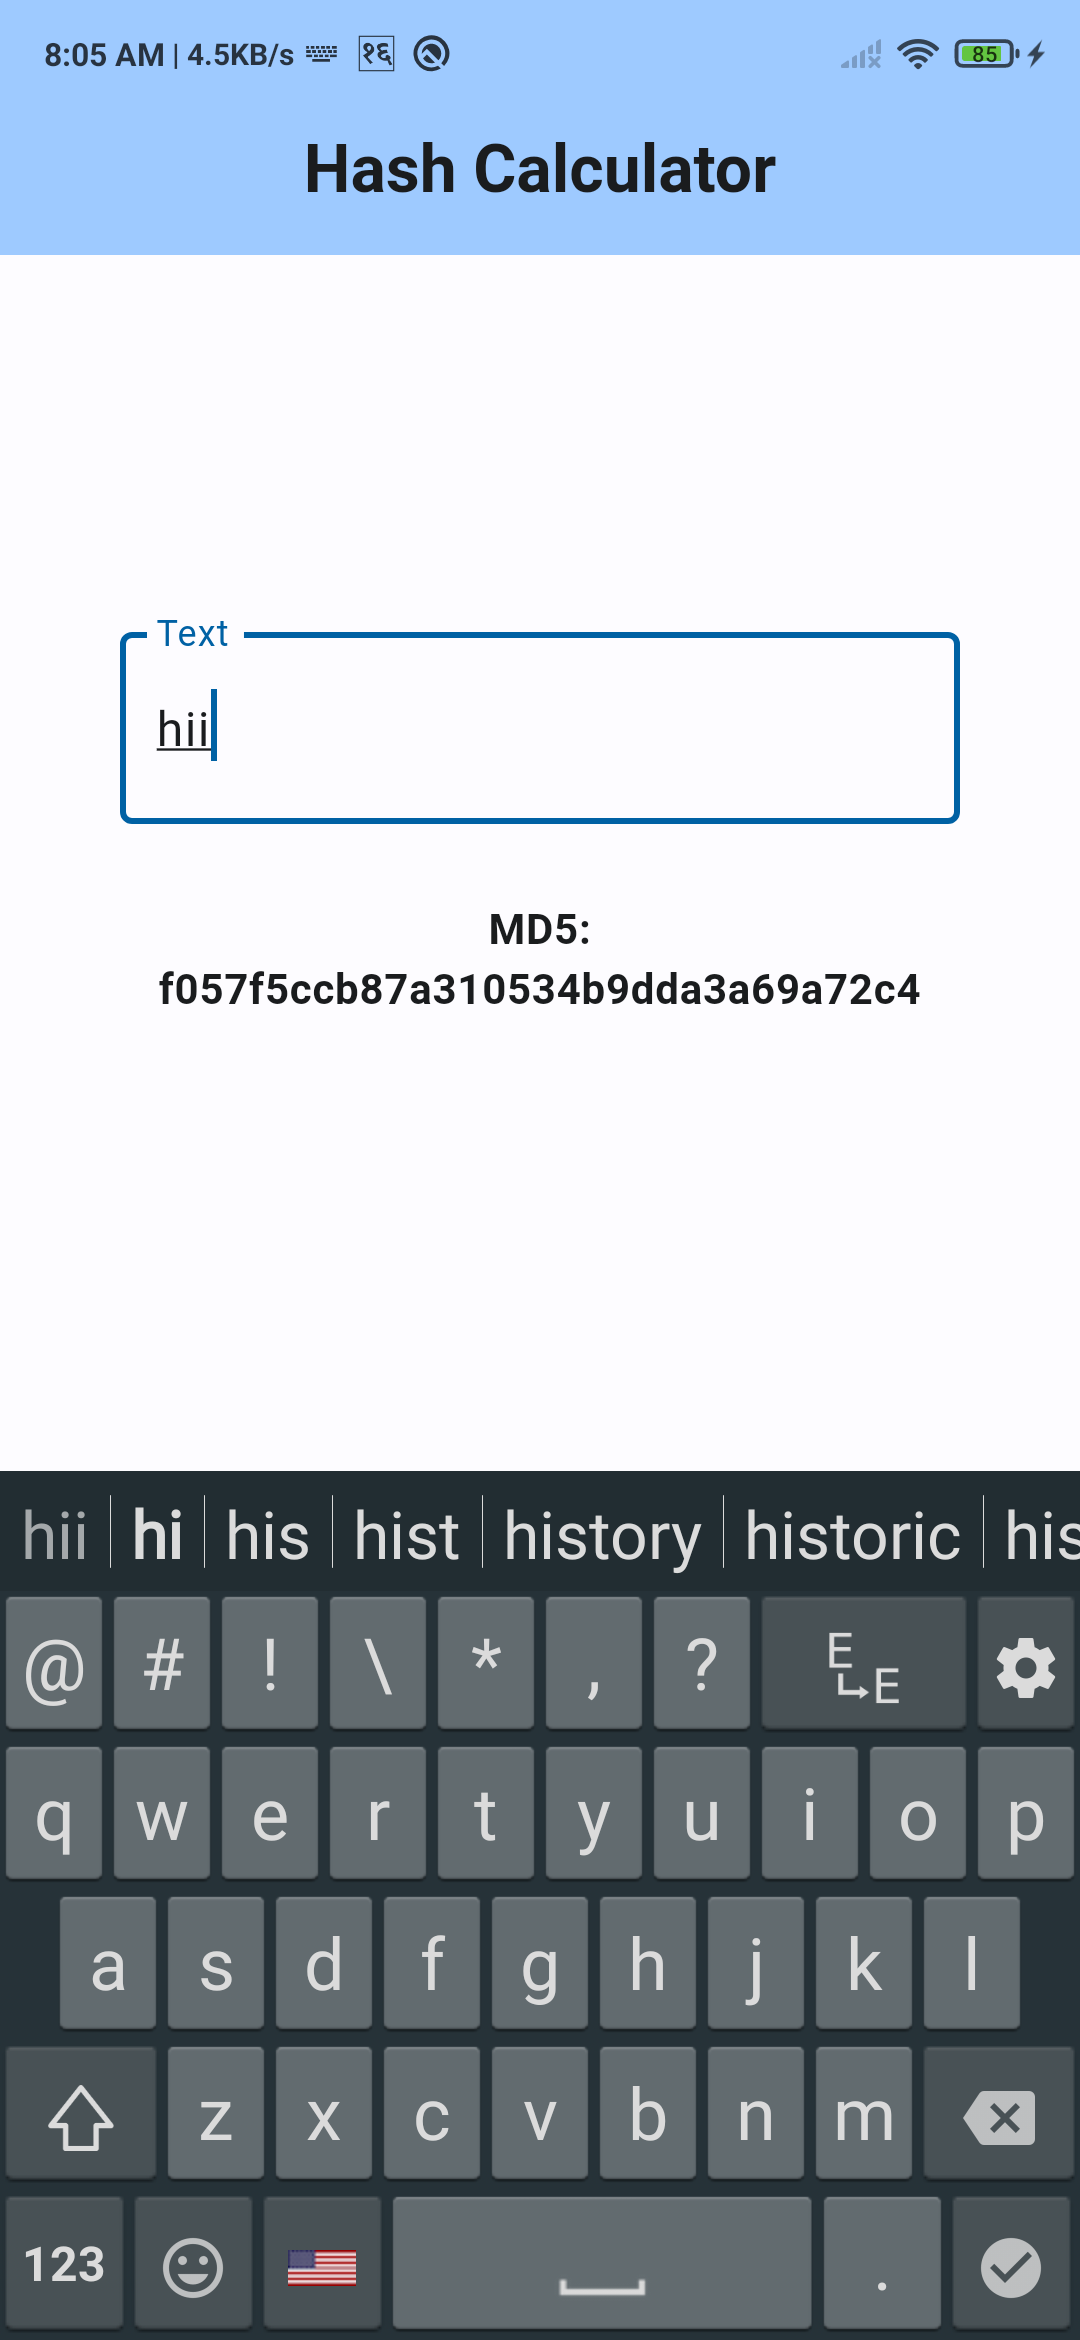 8:05 AM | 4.5KB/s १६ 85
Hash Calculator
Text
hii
MD5:
f057f5ccb87a310534b9dda3a69a72c4
hii hi his hist history historic his
@ # ! \ * , ? E E
q w e r t y u i o p
a s d f g h j k l
z x c v b n m
123 .